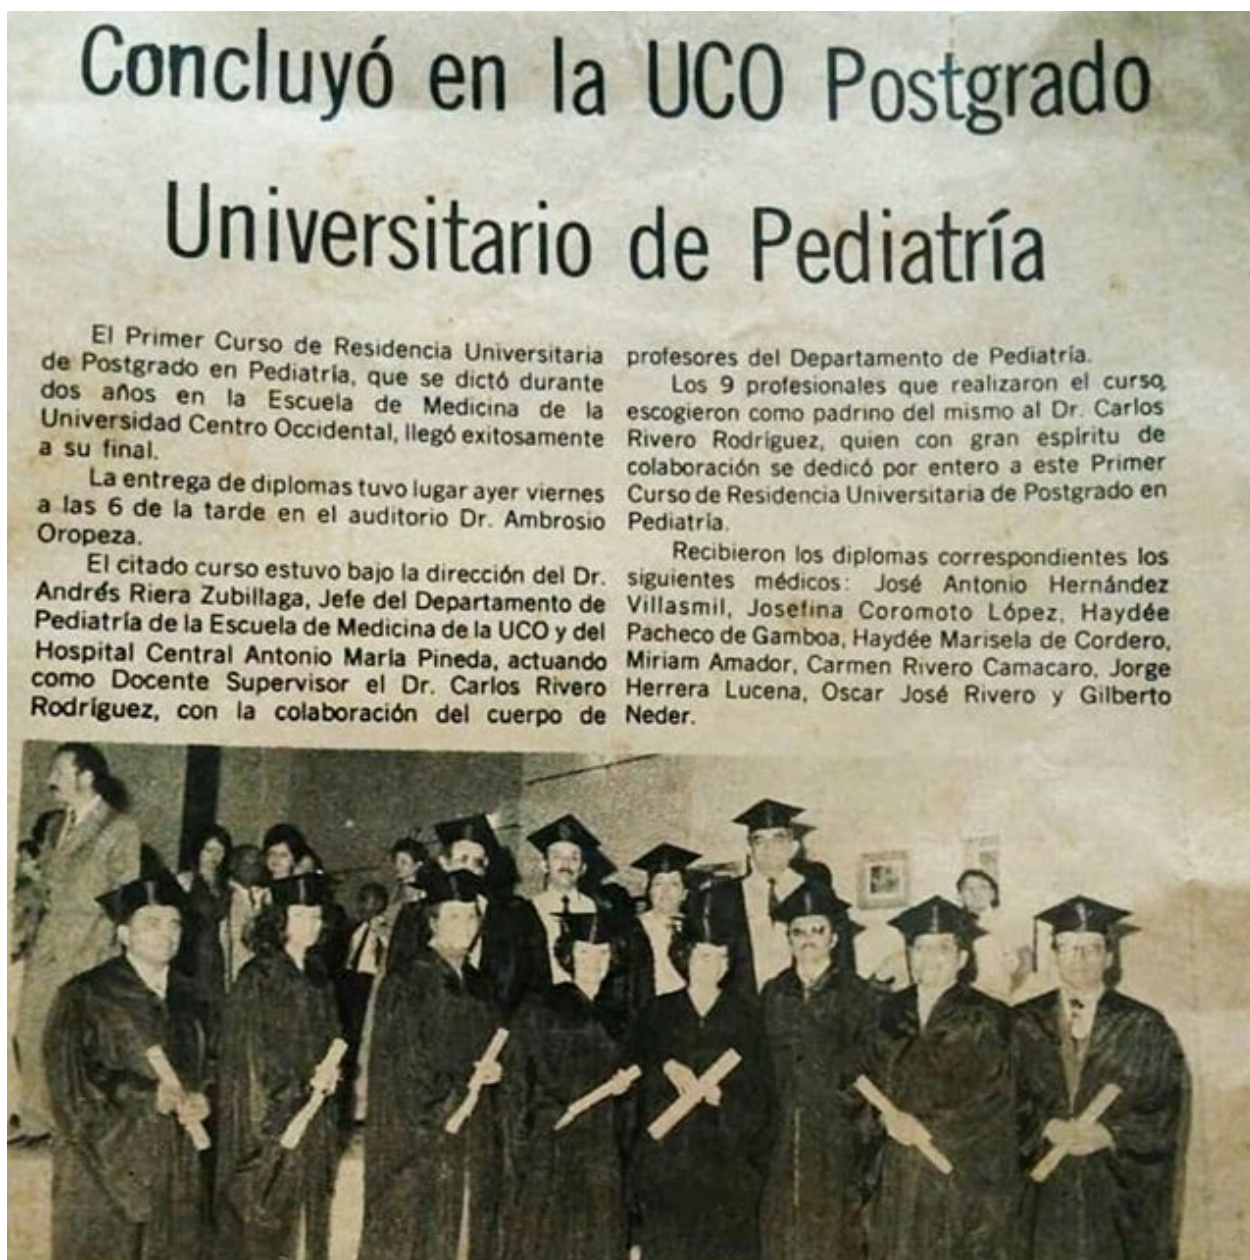 Concluyó en la UCO Postgrado
Universitario de Pediatría
El Primer Curso de Residencia Universitaria
de Postgrado en Pediatría, que se dictó durante
dos años en la Escuela de Medicina de la
Universidad Centro Occidental, llegó exitosamente
a su final.
La entrega de diplomas tuvo lugar ayer viernes
a las 6 de la tarde en el auditorio Dr. Ambrosio
Oropeza.
El citado curso estuvo bajo la dirección del Dr.
Andrés Riera Zubillaga, Jefe del Departamento de
Pediatría de la Escuela de Medicina de la UCO y del
Hospital Central Antonio María Pineda, actuando
como Docente Supervisor el Dr. Carlos Rivero
Rodríguez, con la colaboración del cuerpo de
profesores del Departamento de Pediatría.
Los 9 profesionales que realizaron el curso,
escogieron como padrino del mismo al Dr. Carlos
Rivero Rodríguez, quien con gran espíritu de
colaboración se dedicó por entero a este Primer
Curso de Residencia Universitaria de Postgrado en
Pediatría.
Recibieron los diplomas correspondientes los
siguientes médicos: José Antonio Hernández
Villasmil, Josefina Coromoto López, Haydée
Pacheco de Gamboa, Haydée Marisela de Cordero,
Miriam Amador, Carmen Rivero Camacaro, Jorge
Herrera Lucena, Oscar José Rivero y Gilberto
Neder.